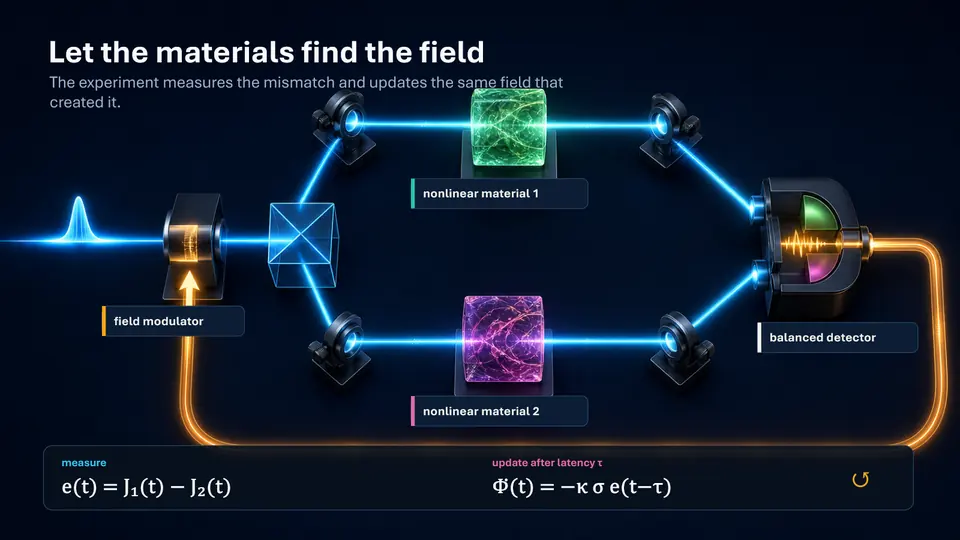 Let the materials find the field
The experiment measures the mismatch and updates the same field that
created it.
nonlinear material 1
field modulator
balanced detector
nonlinear material 2
measure
e(t) = J₁(t) − J₂(t)
update after latency τ
Φ̇(t) = −κ σ e(t−τ)